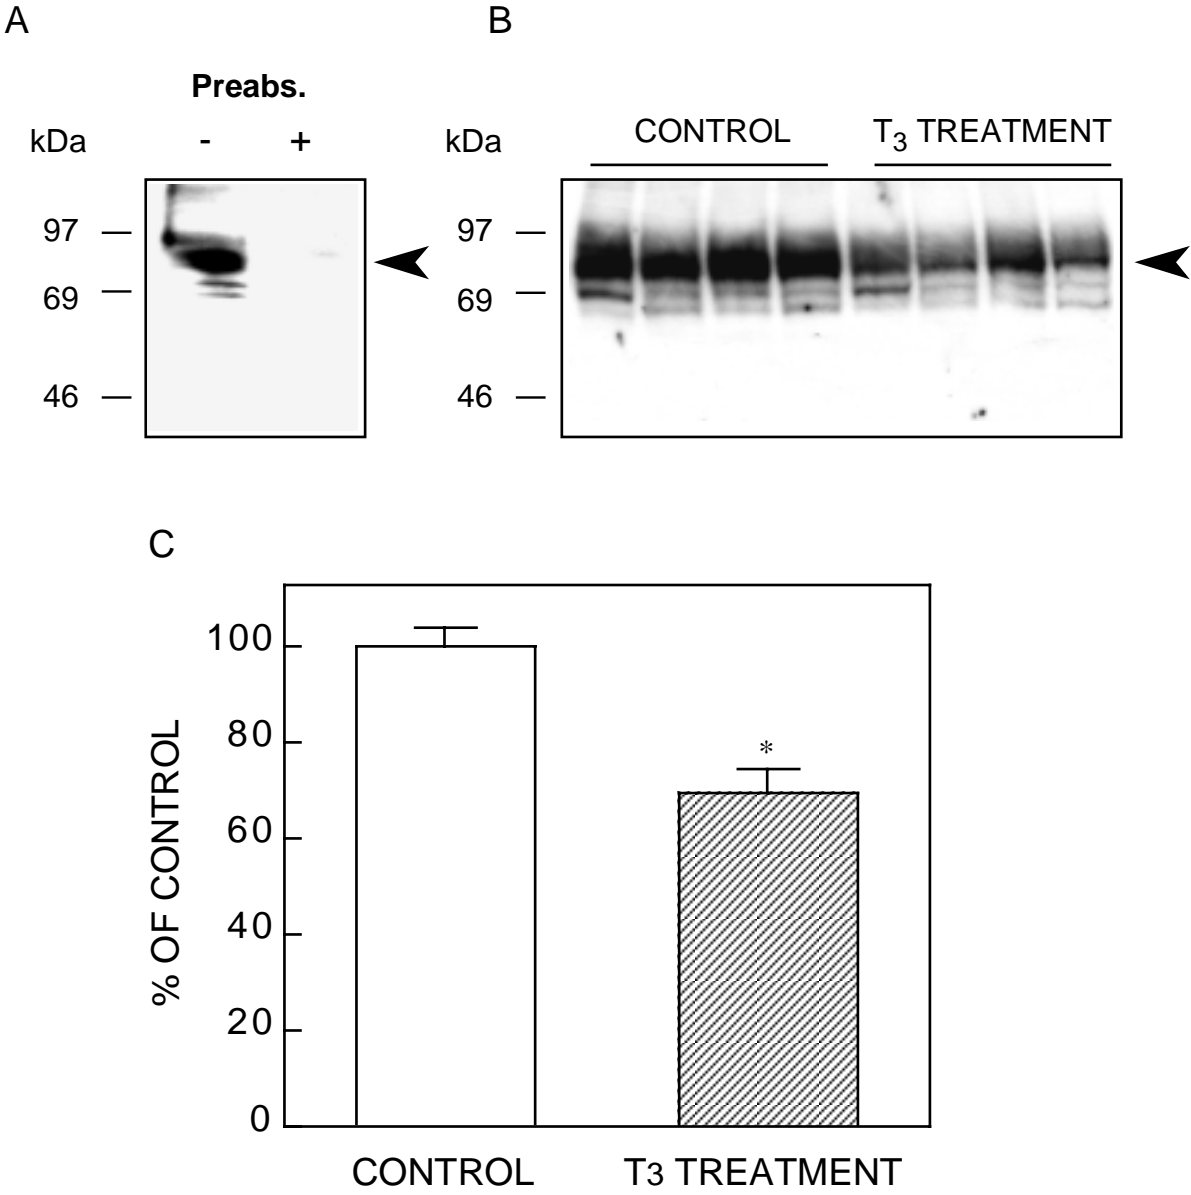 A
B
Preabs.
kDa - +
97
69
46
kDa
CONTROL
T3 TREATMENT
97
69
46
C
% OF CONTROL
100
80
60
40
20
0
*
CONTROL
T3 TREATMENT